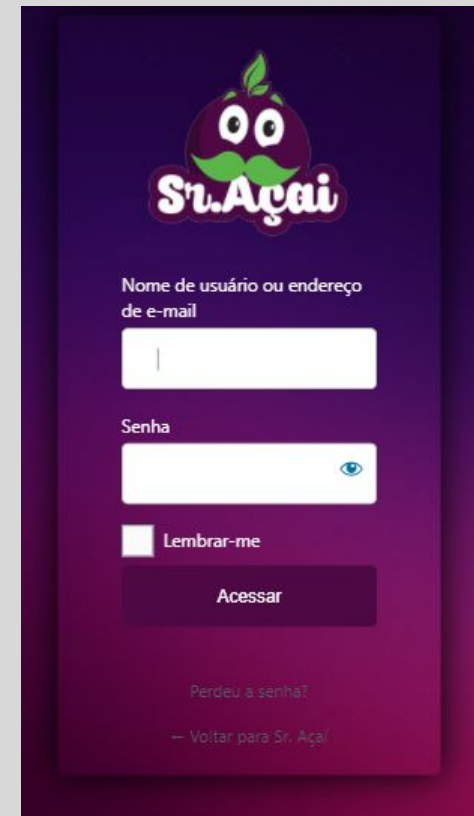 Sr.Açai
Nome de usuário ou endereço
de e-mail
Senha
Lembrar-me
Acessar
Perdeu a senha?
← Voltar para Sr. Açaí